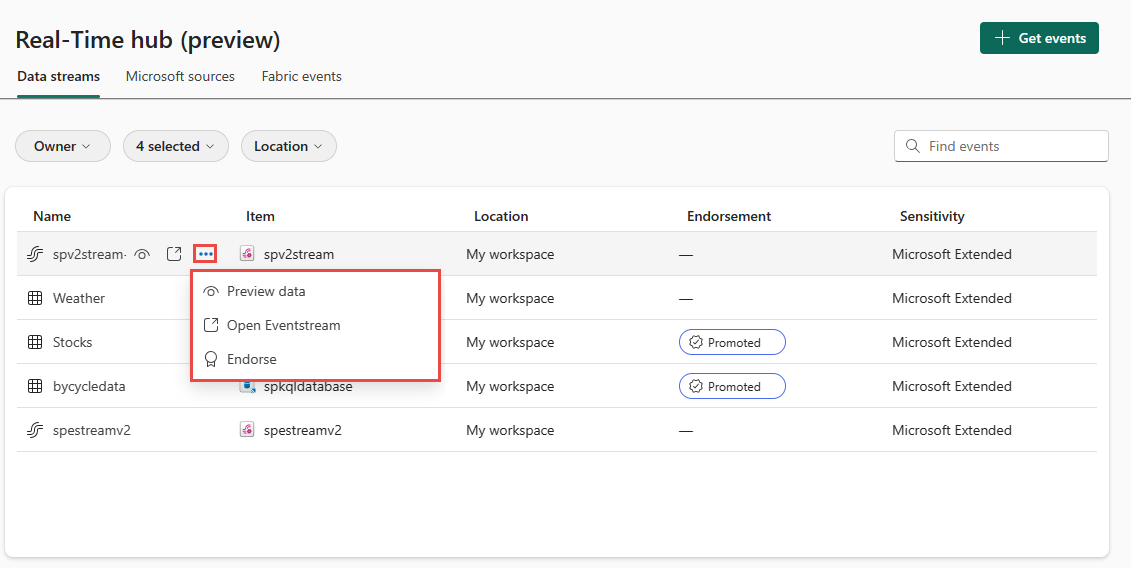 Real-Time hub (preview)
Get events
Data streams Microsoft sources Fabric events
Owner 4 selected Location Find events
Name Item Location Endorsement Sensitivity
spv2stream- spv2stream My workspace — Microsoft Extended
Preview data
Weather My workspace — Microsoft Extended
Open Eventstream
Stocks My workspace Promoted Microsoft Extended
Endorse
bycycledata spkqldatabase My workspace Promoted Microsoft Extended
spestreamv2 spestreamv2 My workspace — Microsoft Extended